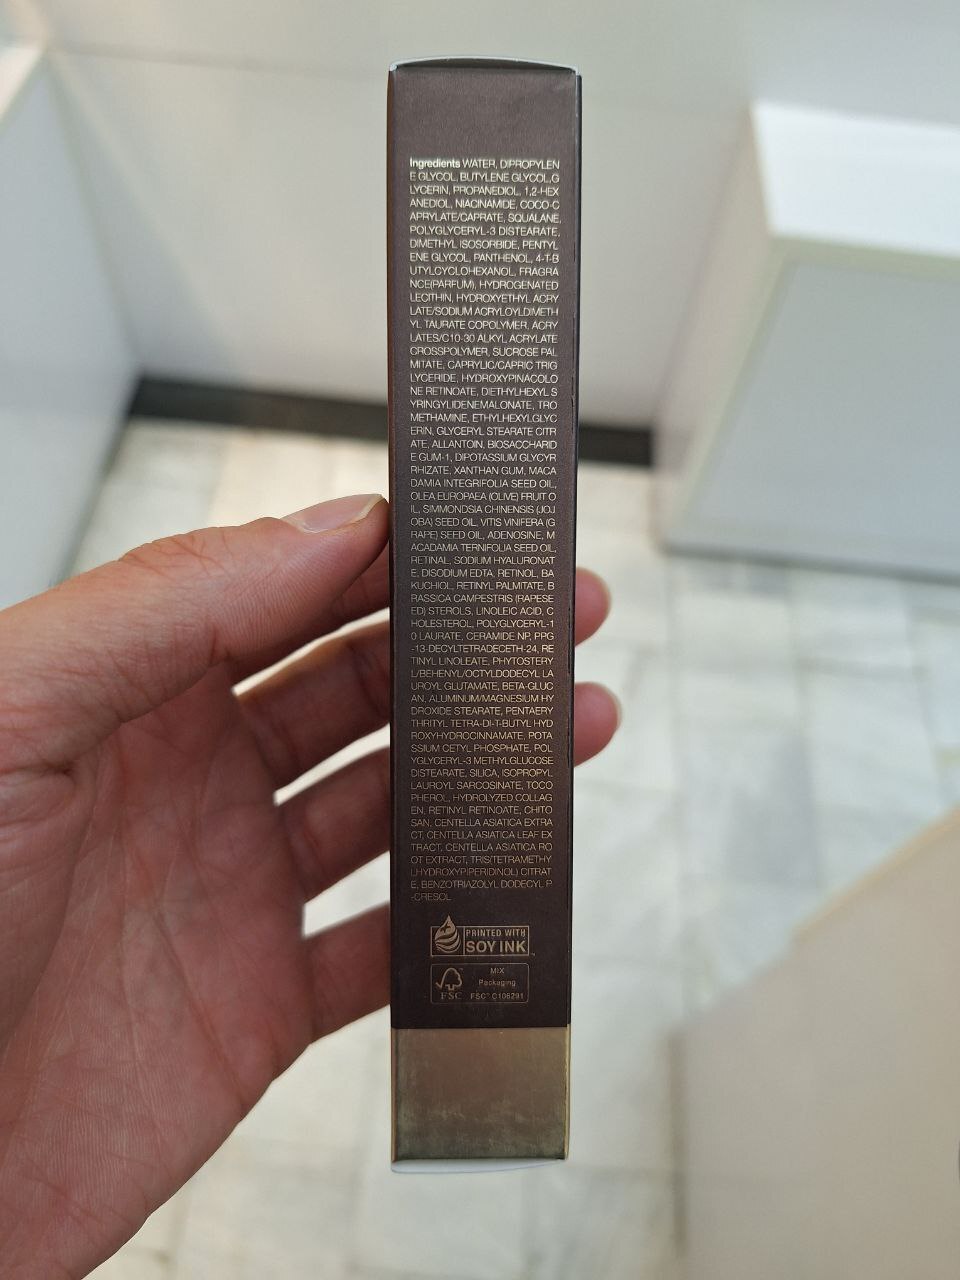 Ingredients WATER, DIPROPYLEN
E GLYCOL, BUTYLENE GLYCOL,G
LYCERIN, PROPANEDIOL, 1,2-HEX
ANEDIOL, NIACINAMIDE, COCO-C
APRYLATE/CAPRATE, SQUALANE,
POLYGLYCERYL-3 DISTEARATE,
DIMETHYL ISOSORBIDE, PENTYL
ENE GLYCOL, PANTHENOL, 4-T-B
UTYLCYCLOHEXANOL, FRAGRA
NCE(PARFUM), HYDROGENATED
LECITHIN, HYDROXYETHYL ACRY
LATE/SODIUM ACRYLOYLDIMETH
YL TAURATE COPOLYMER, ACRY
LATES/C10-30 ALKYL ACRYLATE
CROSSPOLYMER, SUCROSE PAL
MITATE, CAPRYLIC/CAPRIC TRIG
LYCERIDE, HYDROXYPINACOLO
NE RETINOATE, DIETHYLHEXYL S
YRINGYLIDENEMALONATE, TRO
METHAMINE, ETHYLHEXYLGLYC
ERIN, GLYCERYL STEARATE CITR
ATE, ALLANTOIN, BIOSACCHARID
E GUM-1, DIPOTASSIUM GLYCYR
RHIZATE, XANTHAN GUM, MACA
DAMIA INTEGRIFOLIA SEED OIL,
OLEA EUROPAEA (OLIVE) FRUIT O
IL, SIMMONDSIA CHINENSIS (JOJ
OBA) SEED OIL, VITIS VINIFERA (G
RAPE) SEED OIL, ADENOSINE, M
ACADAMIA TERNIFOLIA SEED OIL,
RETINAL, SODIUM HYALURONAT
E, DISODIUM EDTA, RETINOL, BA
KUCHIOL, RETINYL PALMITATE, B
RASSICA CAMPESTRIS (RAPESE
ED) STEROLS, LINOLEIC ACID, C
HOLESTEROL, POLYGLYCERYL-1
0 LAURATE, CERAMIDE NP, PPG
-13-DECYLTETRADECETH-24, RE
TINYL LINOLEATE, PHYTOSTERY
L/BEHENYL/OCTYLDODECYL LA
UROYL GLUTAMATE, BETA-GLUC
AN, ALUMINUM/MAGNESIUM HY
DROXIDE STEARATE, PENTAERY
THRITYL TETRA-DI-T-BUTYL HYD
ROXYHYDROCINNAMATE, POTA
SSIUM CETYL PHOSPHATE, POL
YGLYCERYL-3 METHYLGLUCOSE
DISTEARATE, SILICA, ISOPROPYL
LAUROYL SARCOSINATE, TOCO
PHEROL, HYDROLYZED COLLAG
EN, RETINYL RETINOATE, CHITO
SAN, CENTELLA ASIATICA EXTRA
CT, CENTELLA ASIATICA LEAF EX
TRACT, CENTELLA ASIATICA RO
OT EXTRACT, TRIS(TETRAMETHY
LHYDROXYPIPERIDINOL) CITRAT
E, BENZOTRIAZOLYL DODECYL P
-CRESOL
PRINTED WITH
SOY INK ™
MIX
Packaging
FSC FSC™ C106291